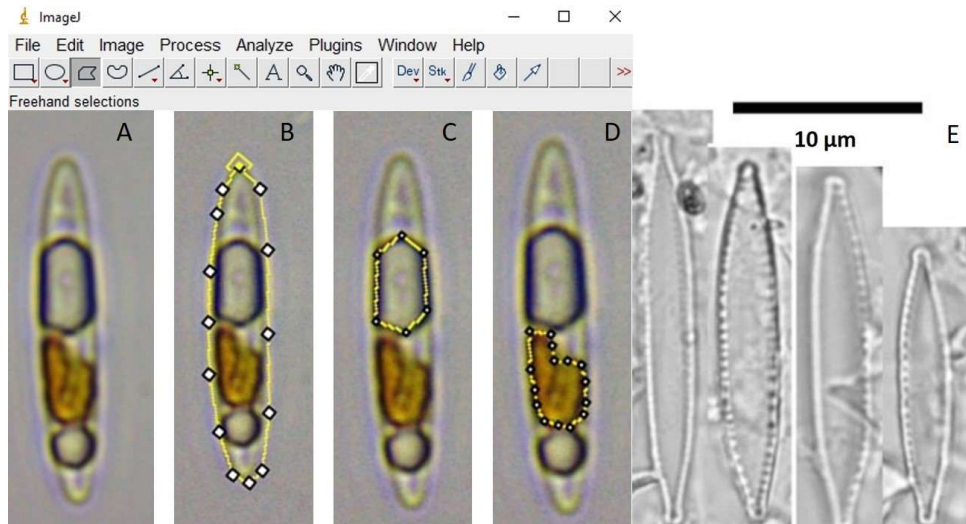 ImageJ
File Edit Image Process Analyze Plugins Window Help
A Dev Stk >>
Freehand selections
A B C D E
10 µm